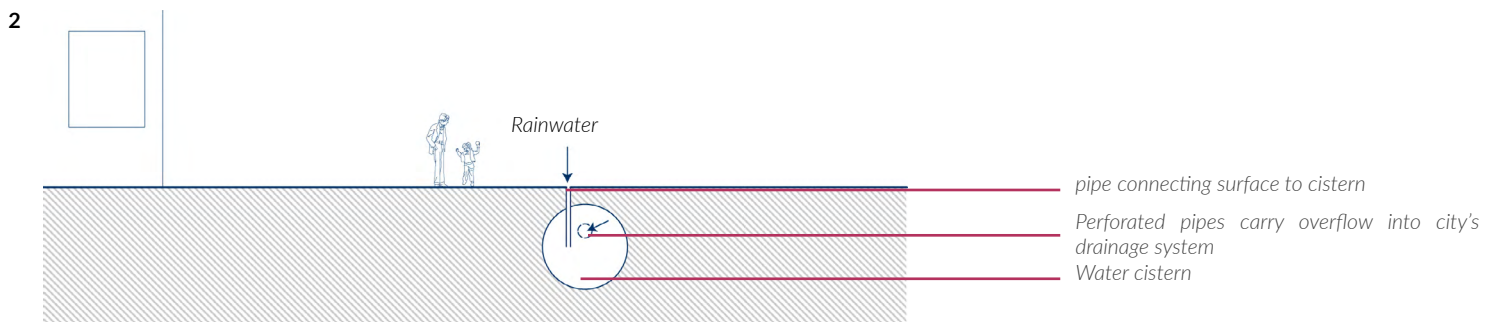 2
Rainwater
pipe connecting surface to cistern
Perforated pipes carry overflow into city's
drainage system
Water cistern